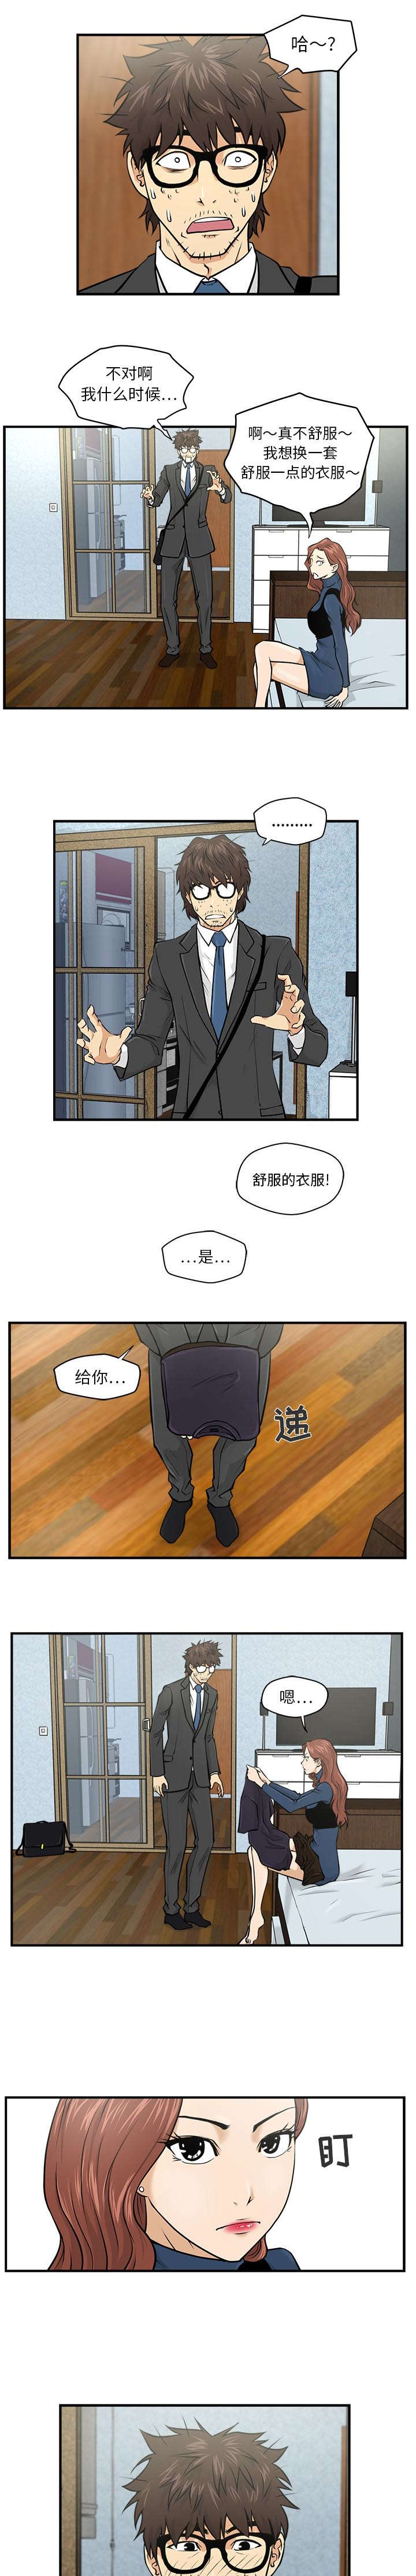 哈～?
不对啊
我什么时候...
啊～真不舒服～
我想换一套
舒服一点的衣服～
.........
舒服的衣服!
...是...
给你...
递
嗯...
盯